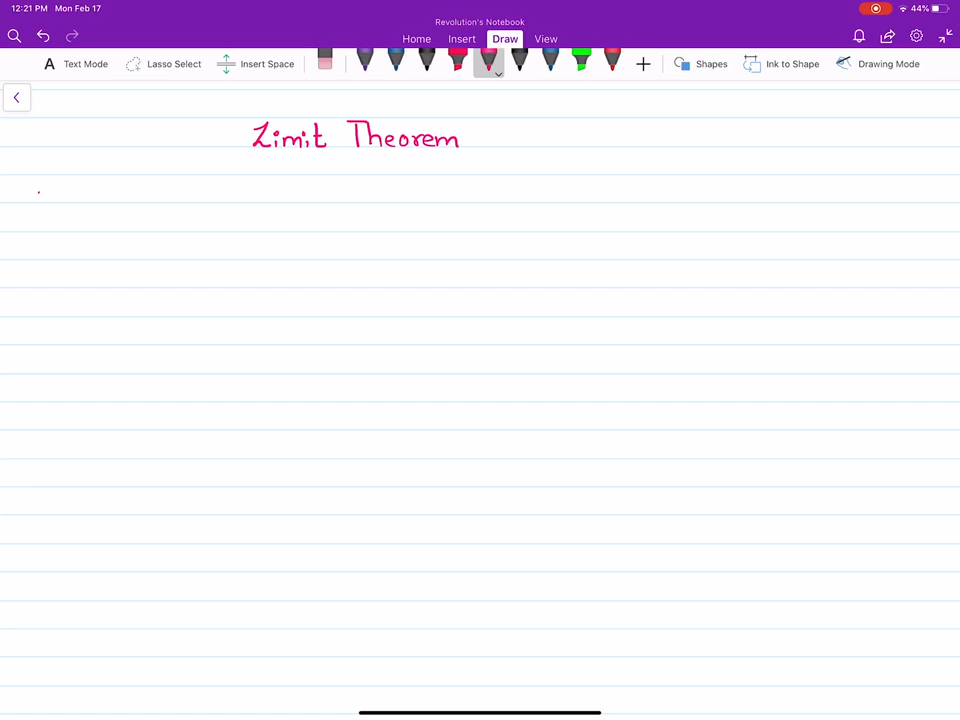 12:21 PM Mon Feb 17 44%
Revolution's Notebook
Home Insert Draw View
A Text Mode Lasso Select Insert Space Shapes Ink to Shape Drawing Mode
Limit Theorem